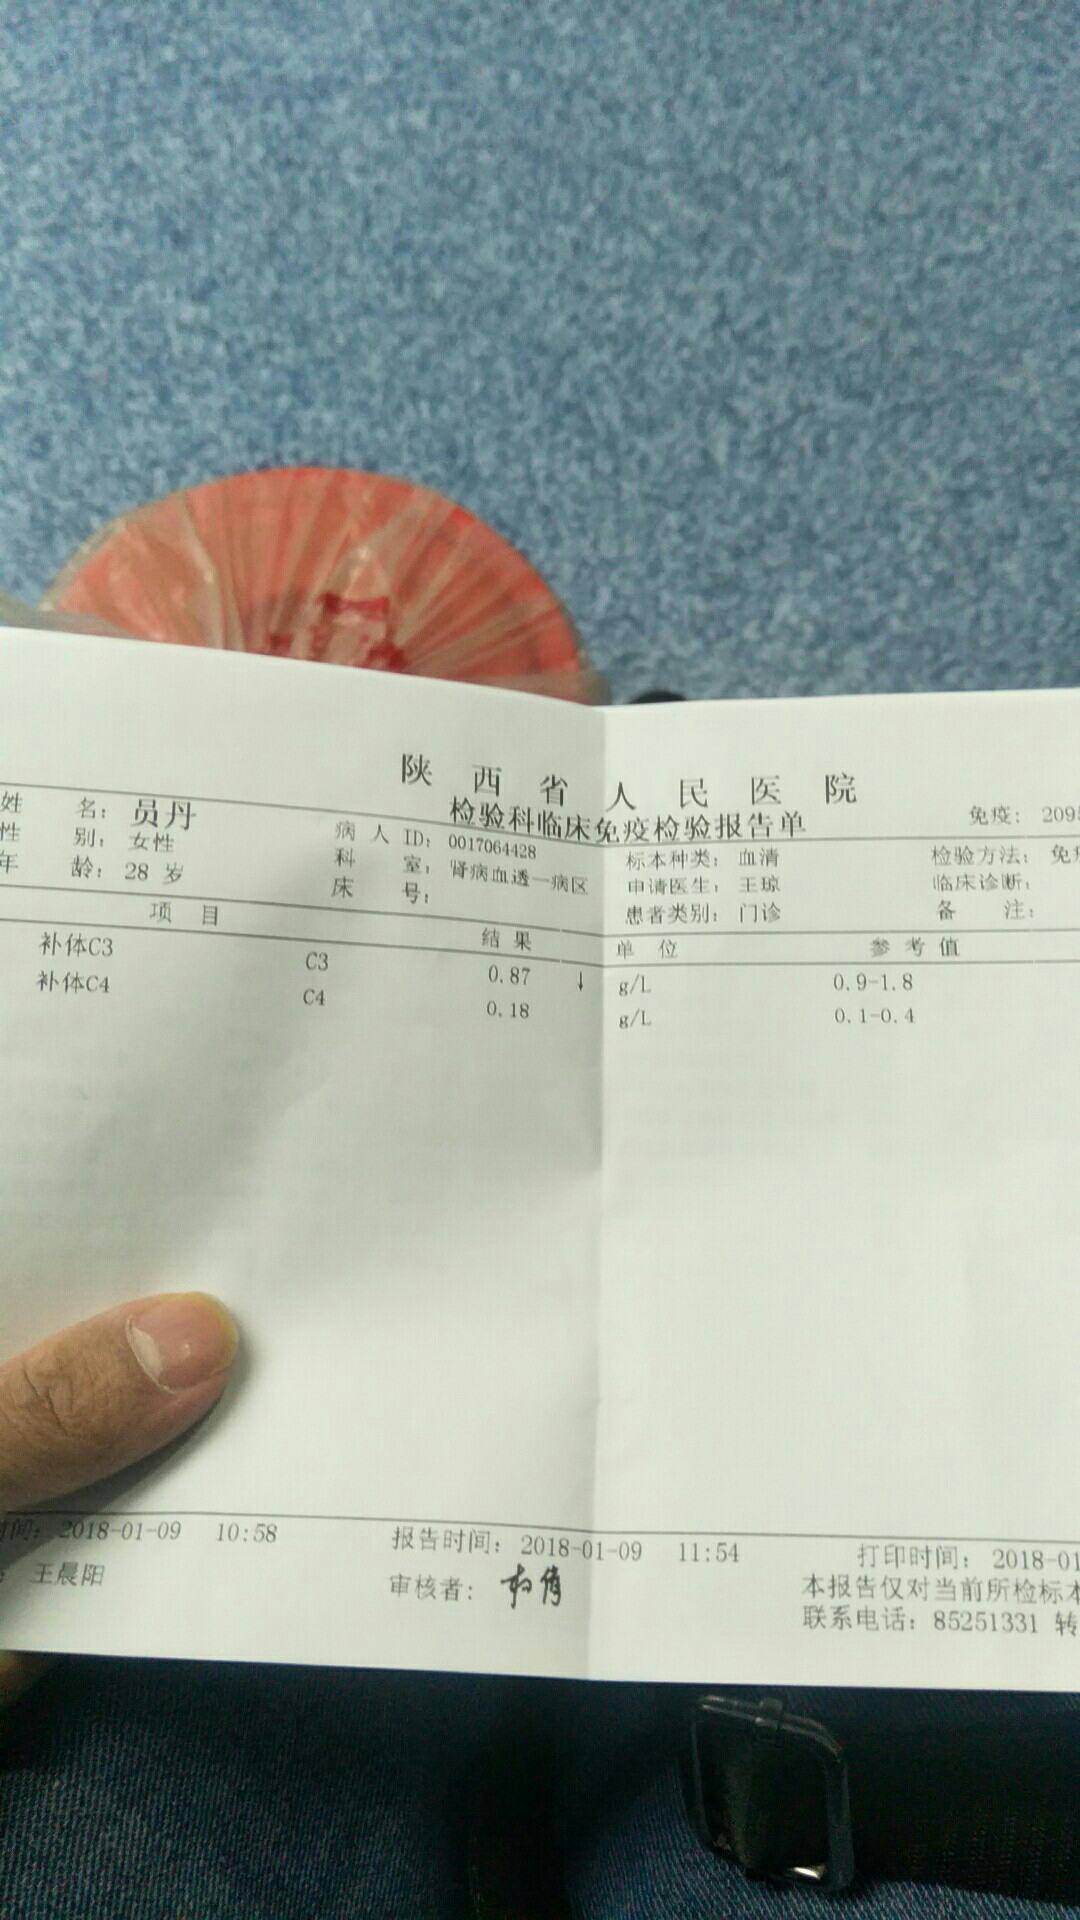 陕西省人民医院
检验科临床免疫检验报告单
免疫: 2095
姓 名: 员丹
病人 ID: 0017064428
标本种类: 血清
检验方法: 免
性 别: 女性
科 室: 肾病血透一病区
申请医生: 王琼
临床诊断:
年 龄: 28 岁
床 号:
患者类别: 门诊
备 注:
项 目 结 果 单 位 参 考 值
补体C3 C3 0.87 ↓ g/L 0.9-1.8
补体C4 C4 0.18 g/L 0.1-0.4
时间: 2018-01-09 10:58
报告时间: 2018-01-09 11:54
打印时间: 2018-01
王晨阳
审核者:
本报告仅对当前所检标本
联系电话: 85251331 转